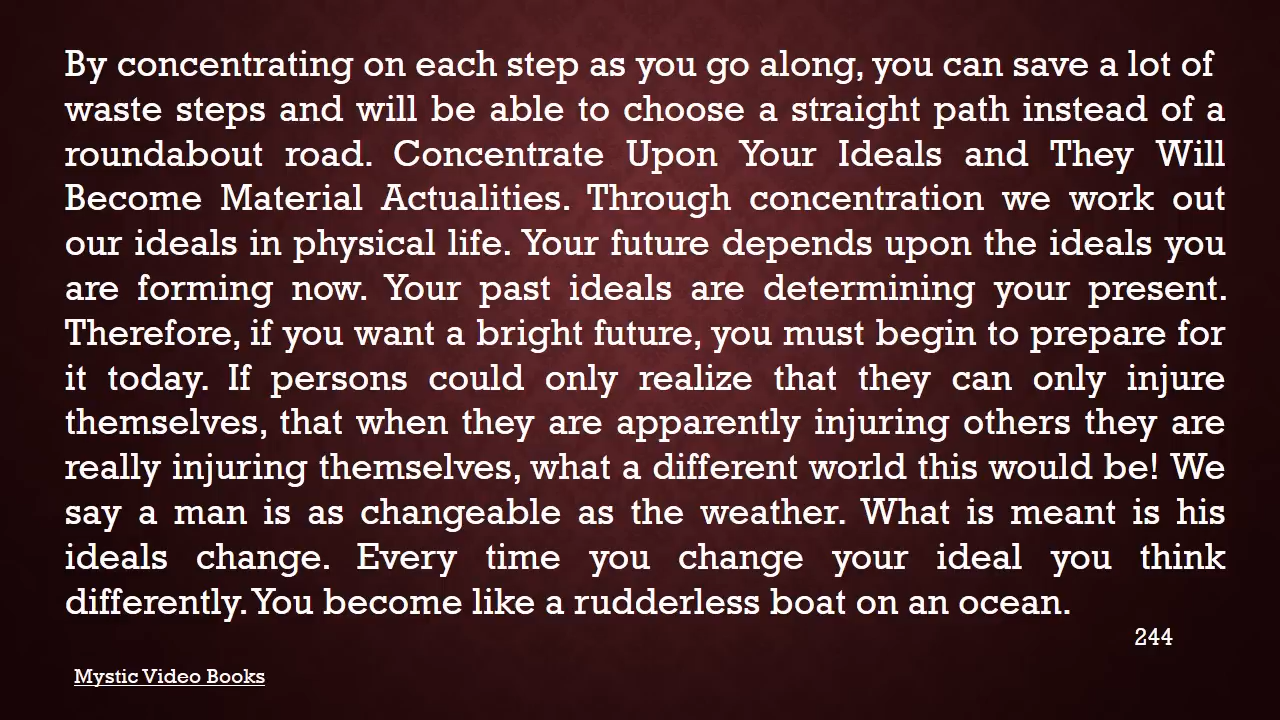 By concentrating on each step as you go along, you can save a lot of
waste steps and will be able to choose a straight path instead of a
roundabout road. Concentrate Upon Your Ideals and They Will
Become Material Actualities. Through concentration we work out
our ideals in physical life. Your future depends upon the ideals you
are forming now. Your past ideals are determining your present.
Therefore, if you want a bright future, you must begin to prepare for
it today. If persons could only realize that they can only injure
themselves, that when they are apparently injuring others they are
really injuring themselves, what a different world this would be! We
say a man is as changeable as the weather. What is meant is his
ideals change. Every time you change your ideal you think
differently. You become like a rudderless boat on an ocean.
244
Mystic Video Books